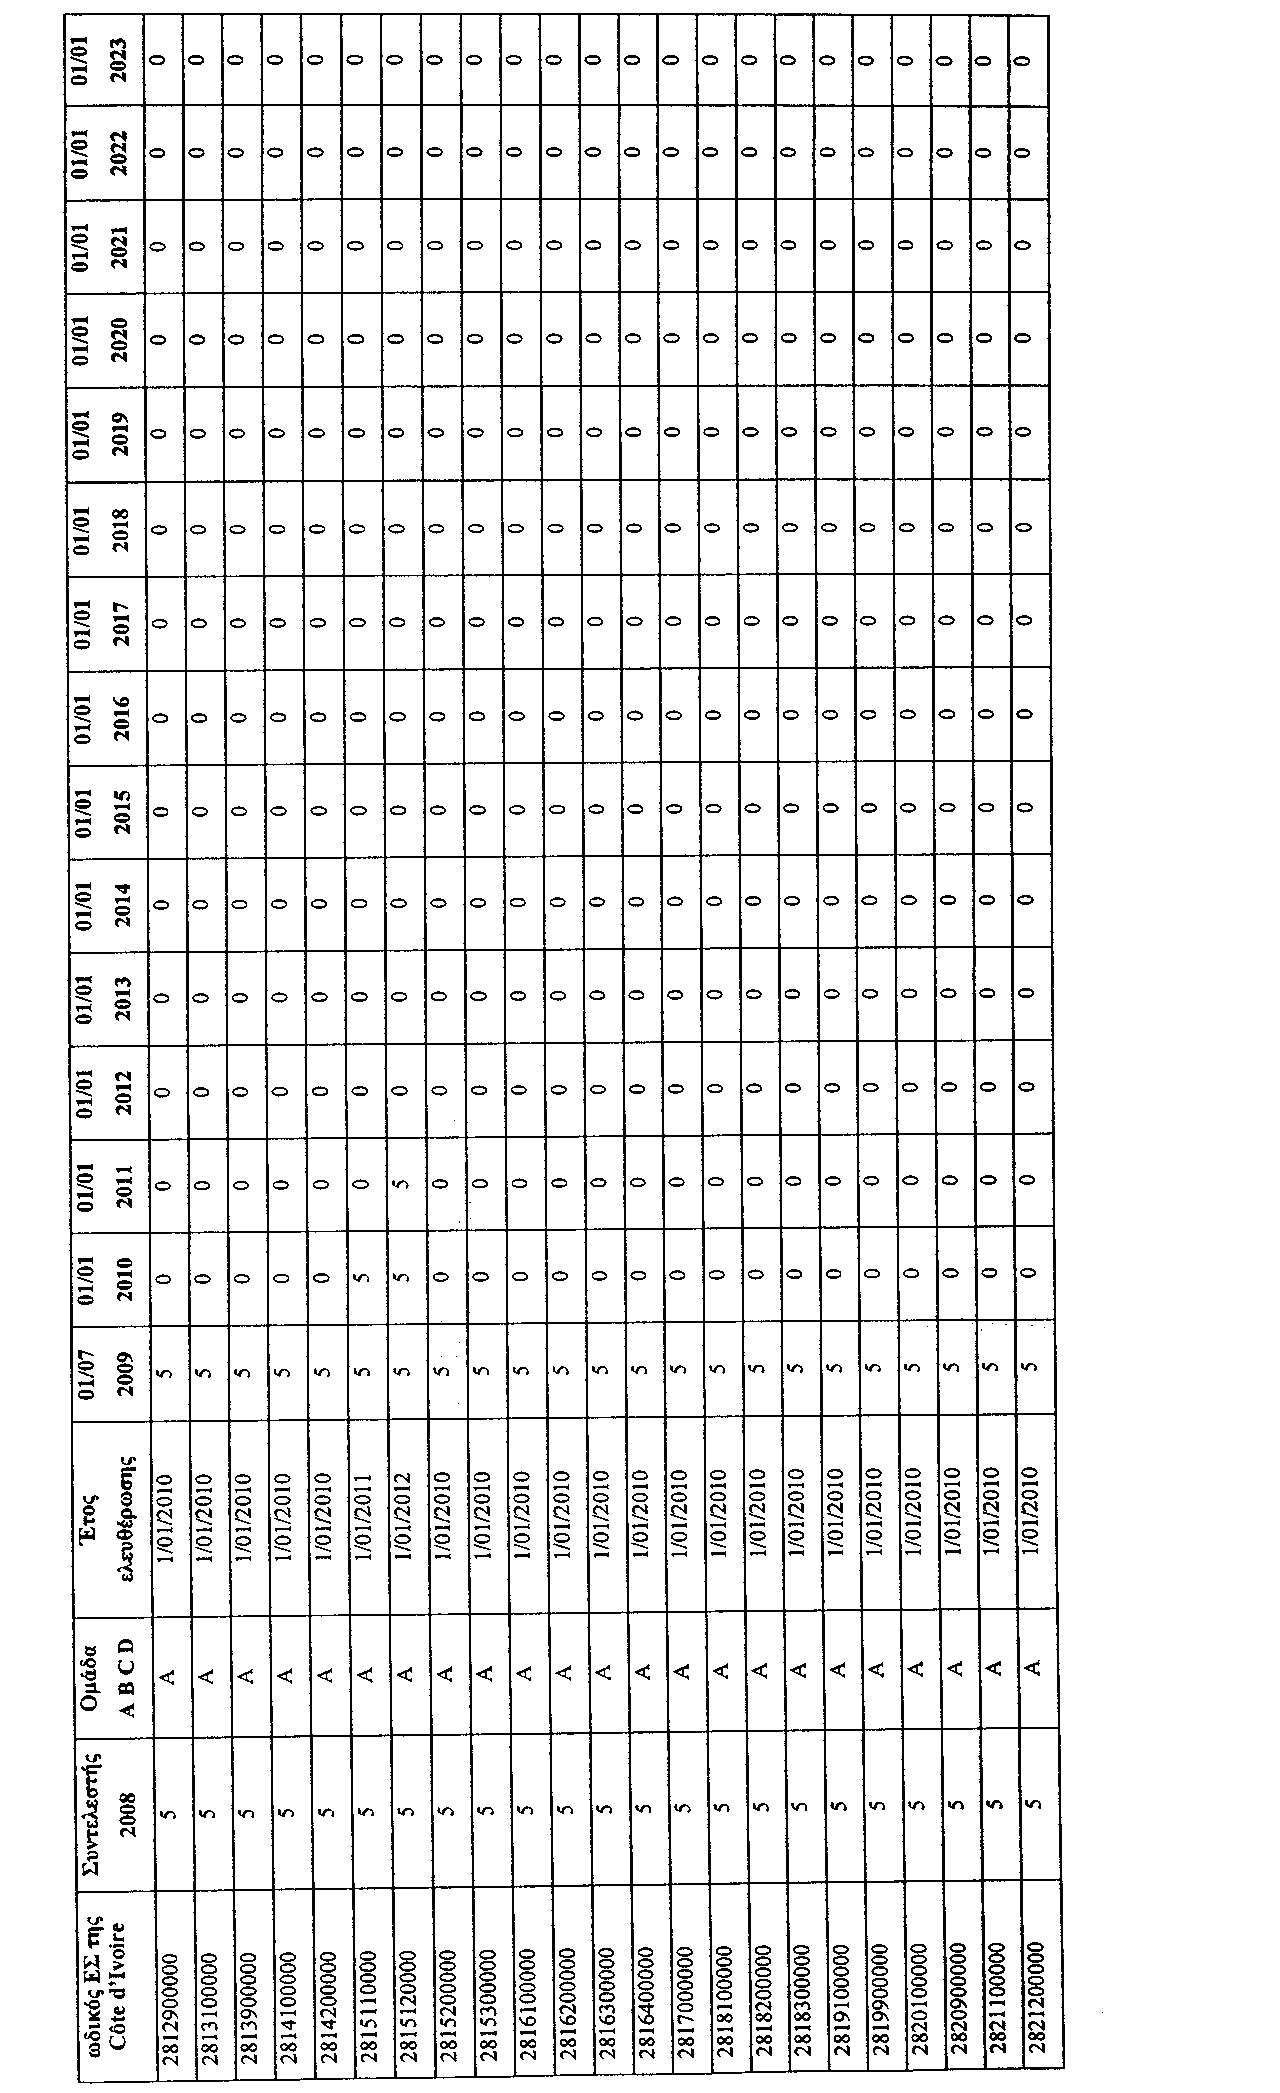 ωδικός ΕΣ της Côte d'Ivoire Συντελεστής 2008 Ομάδα A B C D Έτος ελευθέρωσης 01/07 2009 01/01 2010 01/01 2011 01/01 2012 01/01 2013 01/01 2014 01/01 2015 01/01 2016 01/01 2017 01/01 2018 01/01 2019 01/01 2020 01/01 2021 01/01 2022 01/01 2023
2812900000 5 A 1/01/2010 5 0 0 0 0 0 0 0 0 0 0 0 0 0 0
2813100000 5 A 1/01/2010 5 0 0 0 0 0 0 0 0 0 0 0 0 0 0
2813900000 5 A 1/01/2010 5 0 0 0 0 0 0 0 0 0 0 0 0 0 0
2814100000 5 A 1/01/2010 5 0 0 0 0 0 0 0 0 0 0 0 0 0 0
2814200000 5 A 1/01/2010 5 0 0 0 0 0 0 0 0 0 0 0 0 0 0
2815110000 5 A 1/01/2011 5 5 0 0 0 0 0 0 0 0 0 0 0 0 0
2815120000 5 A 1/01/2012 5 5 5 0 0 0 0 0 0 0 0 0 0 0 0
2815200000 5 A 1/01/2010 5 0 0 0 0 0 0 0 0 0 0 0 0 0 0
2815300000 5 A 1/01/2010 5 0 0 0 0 0 0 0 0 0 0 0 0 0 0
2816100000 5 A 1/01/2010 5 0 0 0 0 0 0 0 0 0 0 0 0 0 0
2816200000 5 A 1/01/2010 5 0 0 0 0 0 0 0 0 0 0 0 0 0 0
2816300000 5 A 1/01/2010 5 0 0 0 0 0 0 0 0 0 0 0 0 0 0
2816400000 5 A 1/01/2010 5 0 0 0 0 0 0 0 0 0 0 0 0 0 0
2817000000 5 A 1/01/2010 5 0 0 0 0 0 0 0 0 0 0 0 0 0 0
2818100000 5 A 1/01/2010 5 0 0 0 0 0 0 0 0 0 0 0 0 0 0
2818200000 5 A 1/01/2010 5 0 0 0 0 0 0 0 0 0 0 0 0 0 0
2818300000 5 A 1/01/2010 5 0 0 0 0 0 0 0 0 0 0 0 0 0 0
2819100000 5 A 1/01/2010 5 0 0 0 0 0 0 0 0 0 0 0 0 0 0
2819900000 5 A 1/01/2010 5 0 0 0 0 0 0 0 0 0 0 0 0 0 0
2820100000 5 A 1/01/2010 5 0 0 0 0 0 0 0 0 0 0 0 0 0 0
2820900000 5 A 1/01/2010 5 0 0 0 0 0 0 0 0 0 0 0 0 0 0
2821100000 5 A 1/01/2010 5 0 0 0 0 0 0 0 0 0 0 0 0 0 0
2821200000 5 A 1/01/2010 5 0 0 0 0 0 0 0 0 0 0 0 0 0 0